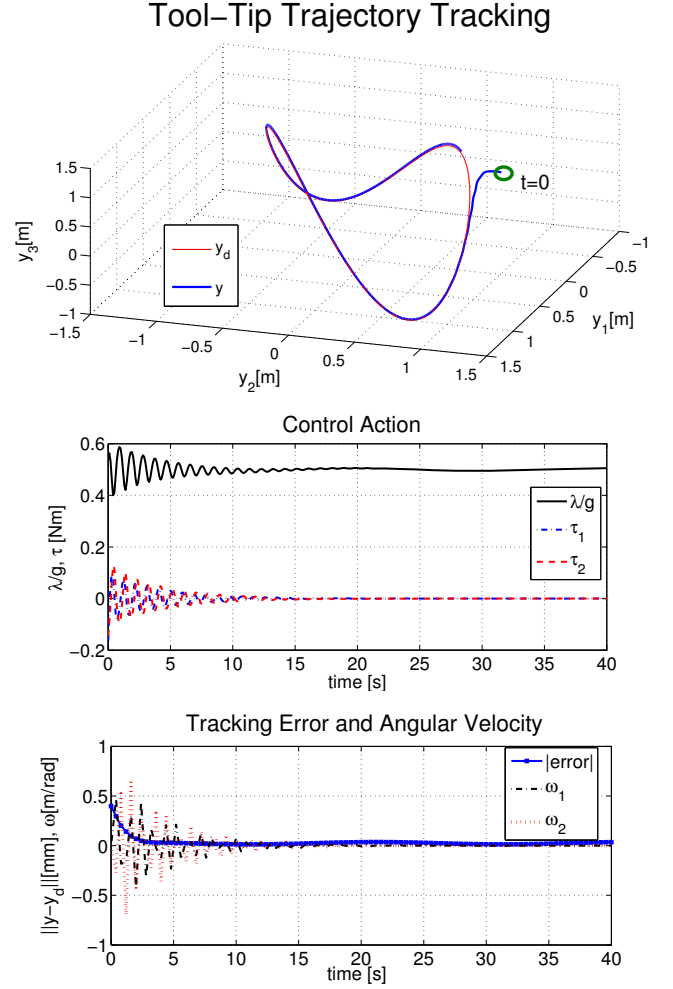 Tool−Tip Trajectory Tracking
1.5
1
0.5
0
−0.5
−1
y3[m]
−1.5
−1
−0.5
0
0.5
1
1.5
y2[m]
−1
−0.5
0
0.5
1
1.5
y1[m]
t=0
yd
y
Control Action
0.6
0.4
0.2
0
−0.2
λ/g, τ [Nm]
0 5 10 15 20 25 30 35 40
time [s]
λ/g
τ1
τ2
Tracking Error and Angular Velocity
1
0.5
0
−0.5
−1
||y−yd||[mm], ω[m/rad]
0 5 10 15 20 25 30 35 40
time [s]
|error|
ω1
ω2